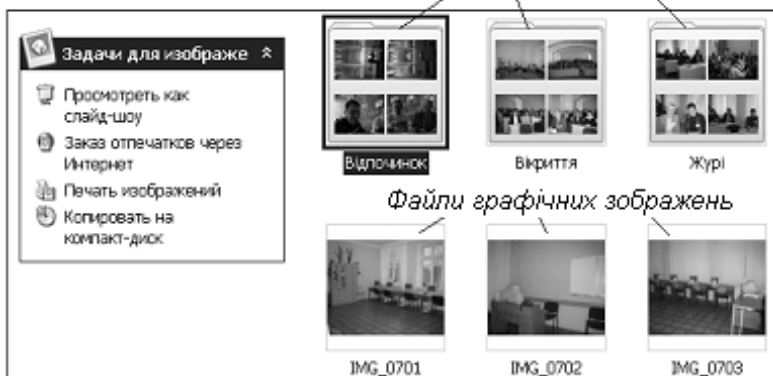 Задачи для изображе
Просмотреть как
слайд-шоу
Заказ отпечатков через
Интернет
Печать изображений
Копировать на
компакт-диск
Відпочинок Вікриття Журі
Файли графічних зображень
IMG_0701 IMG_0702 IMG_0703